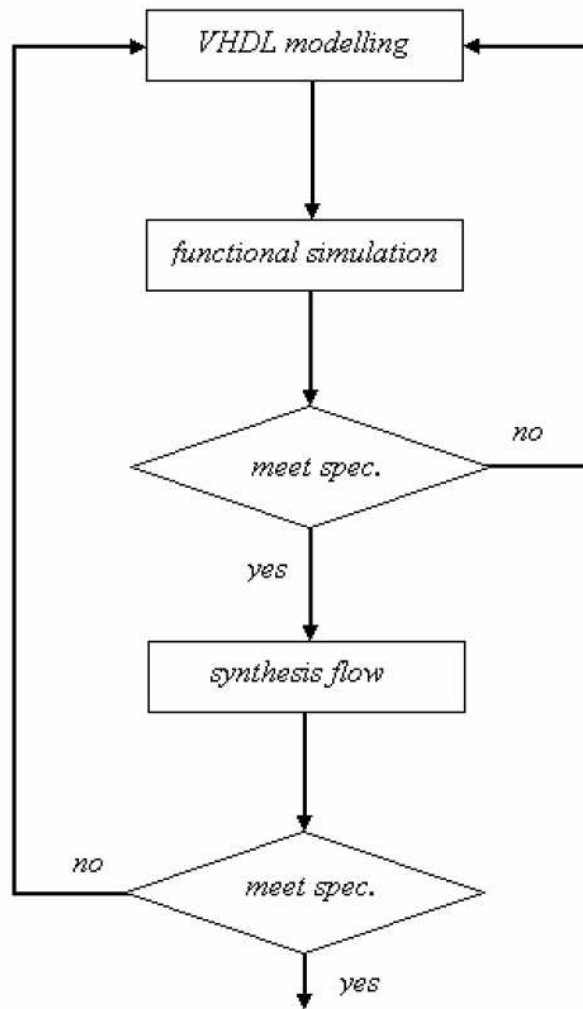 VHDL modelling
functional simulation
meet spec.
no
yes
synthesis flow
no
meet spec.
yes